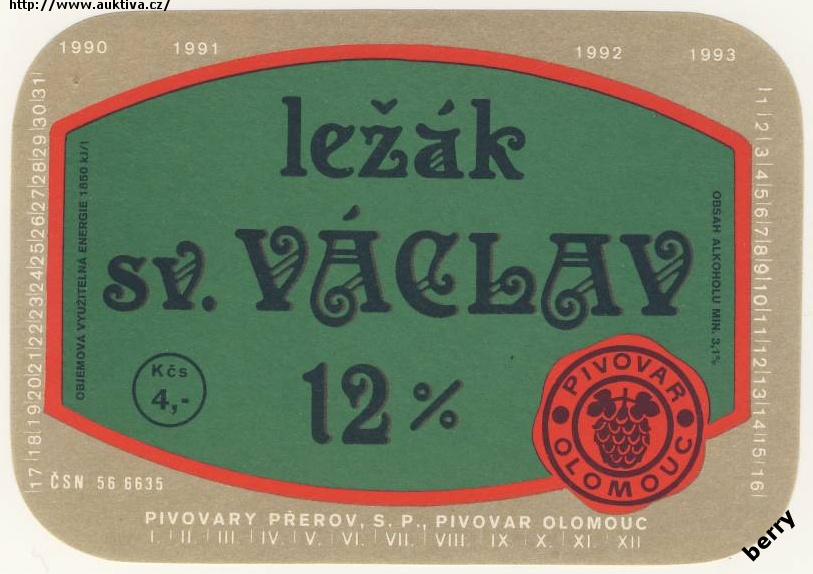 http://www.auktiva.cz/
1990 1991 1992 1993
17|18|19|20|21|22|23|24|25|26|27|28|29|30|31|
OBJEMOVÁ VYUŽITELNÁ ENERGIE 1850 kJ/l
ležák
sv. VÁCLAV
12 %
Kčs
4,-
OBSAH ALKOHOLU MIN. 3,1%
|1|2|3|4|5|6|7|8|9|10|11|12|13|14|15|16|
PIVOVAR
OLOMOUC
ČSN 56 6635
PIVOVARY PŘEROV, S. P., PIVOVAR OLOMOUC
I. II. III. IV. V. VI. VII. VIII. IX. X. XI. XII
berry